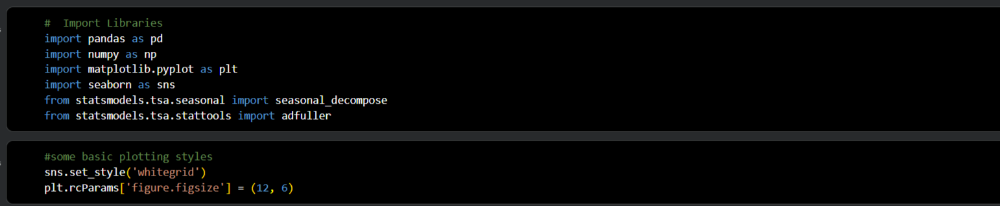 #  Import Libraries
import pandas as pd
import numpy as np
import matplotlib.pyplot as plt
import seaborn as sns
from statsmodels.tsa.seasonal import seasonal_decompose
from statsmodels.tsa.stattools import adfuller
#some basic plotting styles
sns.set_style('whitegrid')
plt.rcParams['figure.figsize'] = (12, 6)